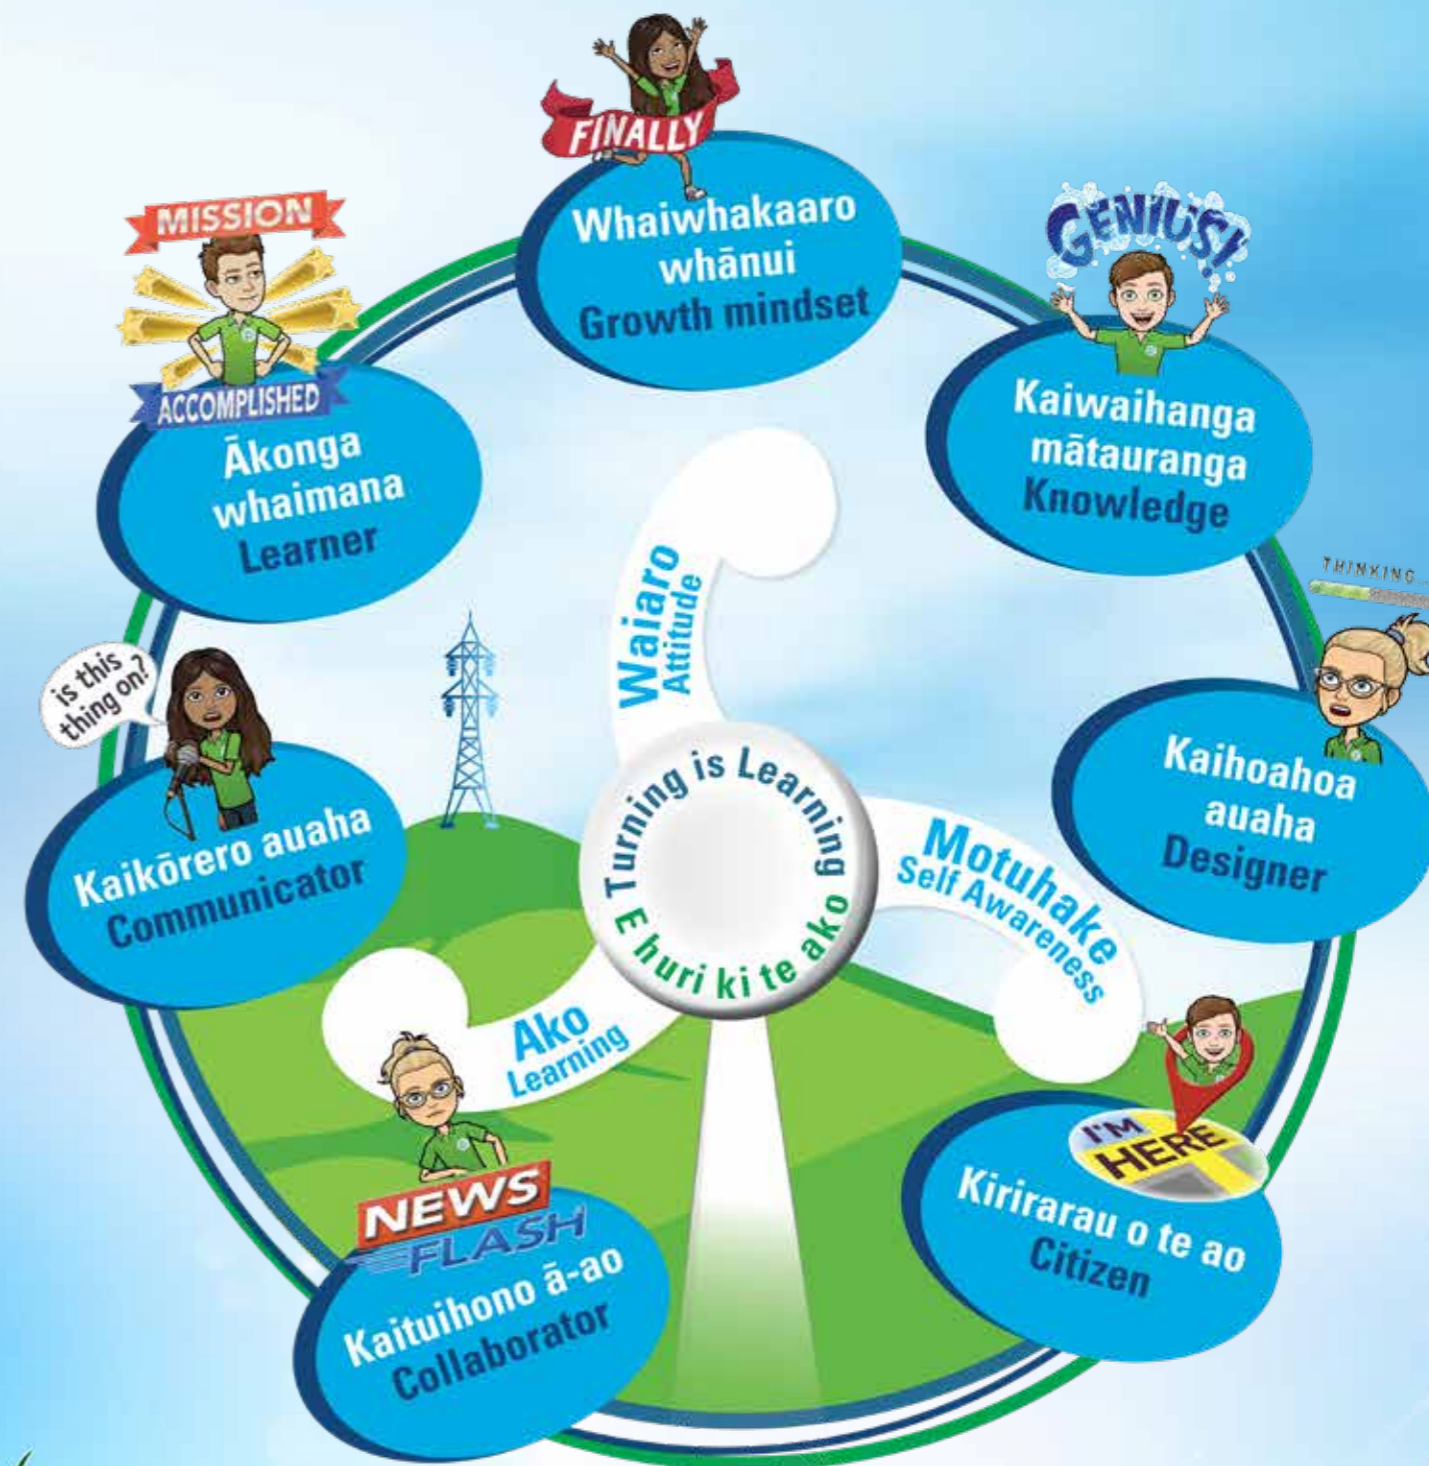 FINALLY
Whaiwhakaaro
whānui
Growth mindset
GENIUS!
Kaiwaihanga
mātauranga
Knowledge
THINKING...
Kaihoahoa
auaha
Designer
I'M
HERE
Kirirarau o te ao
Citizen
NEWS
FLASH
Kaituihono ā-ao
Collaborator
is this
thing on?
Kaikōrero auaha
Communicator
MISSION
ACCOMPLISHED
Ākonga
whaimana
Learner
Waiaro
Attitude
Motuhake
Self Awareness
Ako
Learning
Turning is Learning
E huri ki te ako